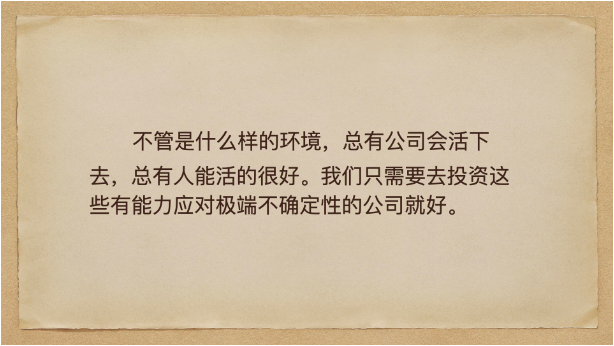 不管是什么样的环境，总有公司会活下
去，总有人能活的很好。我们只需要去投资这
些有能力应对极端不确定性的公司就好。